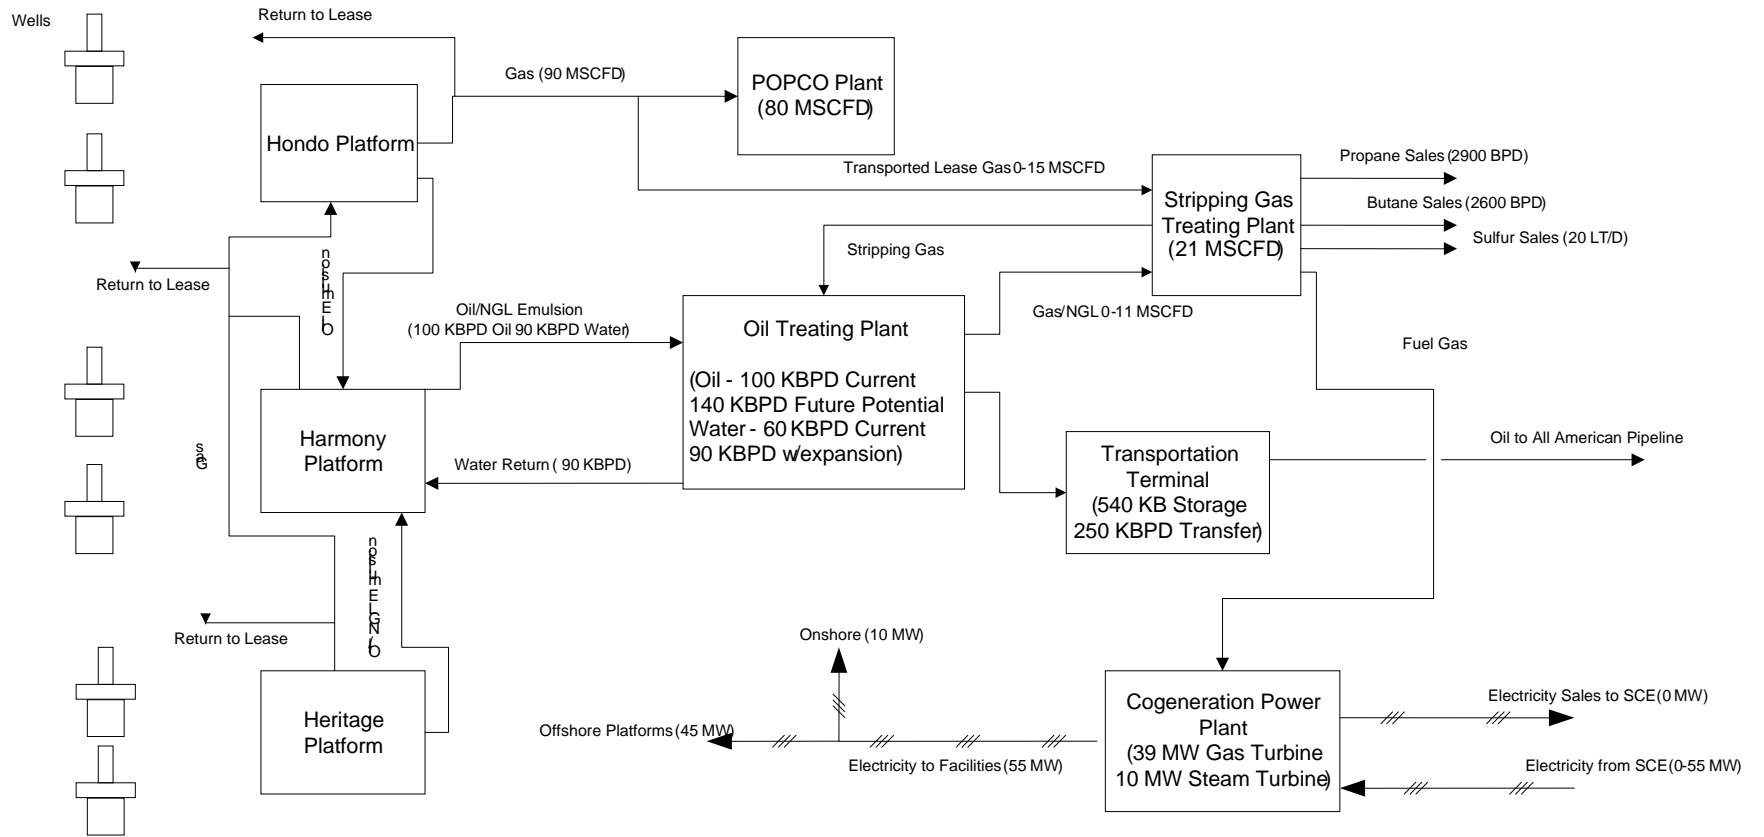 Wells
Return to Lease
Gas (90 MSCFD)
POPCO Plant
(80 MSCFD)
Hondo Platform
Transported Lease Gas 0-15 MSCFD
Propane Sales (2900 BPD)
Stripping Gas
Treating Plant
(21 MSCFD)
Butane Sales (2600 BPD)
Sulfur Sales (20 LT/D)
Stripping Gas
Return to Lease
Oil Emulsion
Oil/NGL Emulsion
(100 KBPD Oil 90 KBPD Water)
Gas/NGL 0-11 MSCFD
Oil Treating Plant
(Oil - 100 KBPD Current
140 KBPD Future Potential
Water - 60 KBPD Current
90 KBPD w/expansion)
Fuel Gas
Harmony
Platform
Gas
Water Return ( 90 KBPD)
Transportation
Terminal
(540 KB Storage
250 KBPD Transfer)
Oil to All American Pipeline
Oil/NGL Emulsion
Return to Lease
Onshore (10 MW)
Heritage
Platform
Offshore Platforms (45 MW)
Electricity to Facilities (55 MW)
Cogeneration Power
Plant
(39 MW Gas Turbine
10 MW Steam Turbine)
Electricity Sales to SCE (0 MW)
Electricity from SCE (0-55 MW)